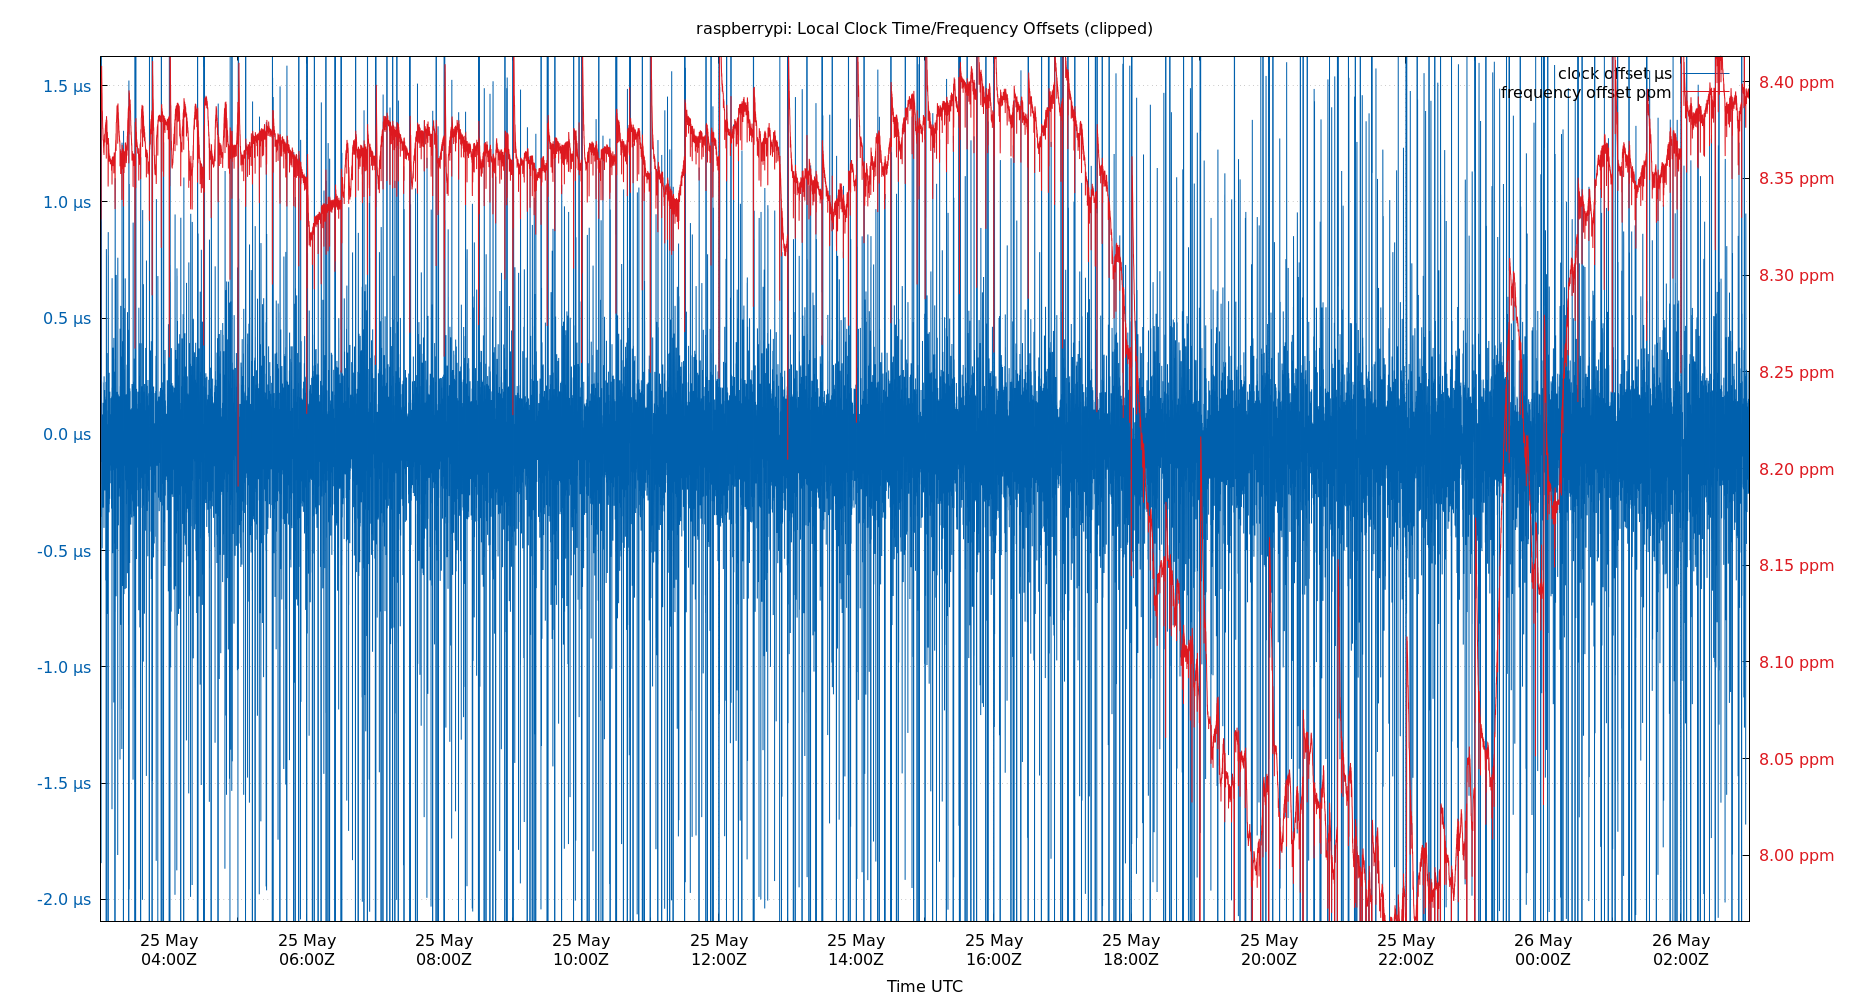 raspberrypi: Local Clock Time/Frequency Offsets (clipped)
clock offset µs
frequency offset ppm
1.5 µs
1.0 µs
0.5 µs
0.0 µs
-0.5 µs
-1.0 µs
-1.5 µs
-2.0 µs
8.40 ppm
8.35 ppm
8.30 ppm
8.25 ppm
8.20 ppm
8.15 ppm
8.10 ppm
8.05 ppm
8.00 ppm
25 May 25 May 25 May 25 May 25 May 25 May 25 May 25 May 25 May 25 May 26 May 26 May
04:00Z 06:00Z 08:00Z 10:00Z 12:00Z 14:00Z 16:00Z 18:00Z 20:00Z 22:00Z 00:00Z 02:00Z
Time UTC